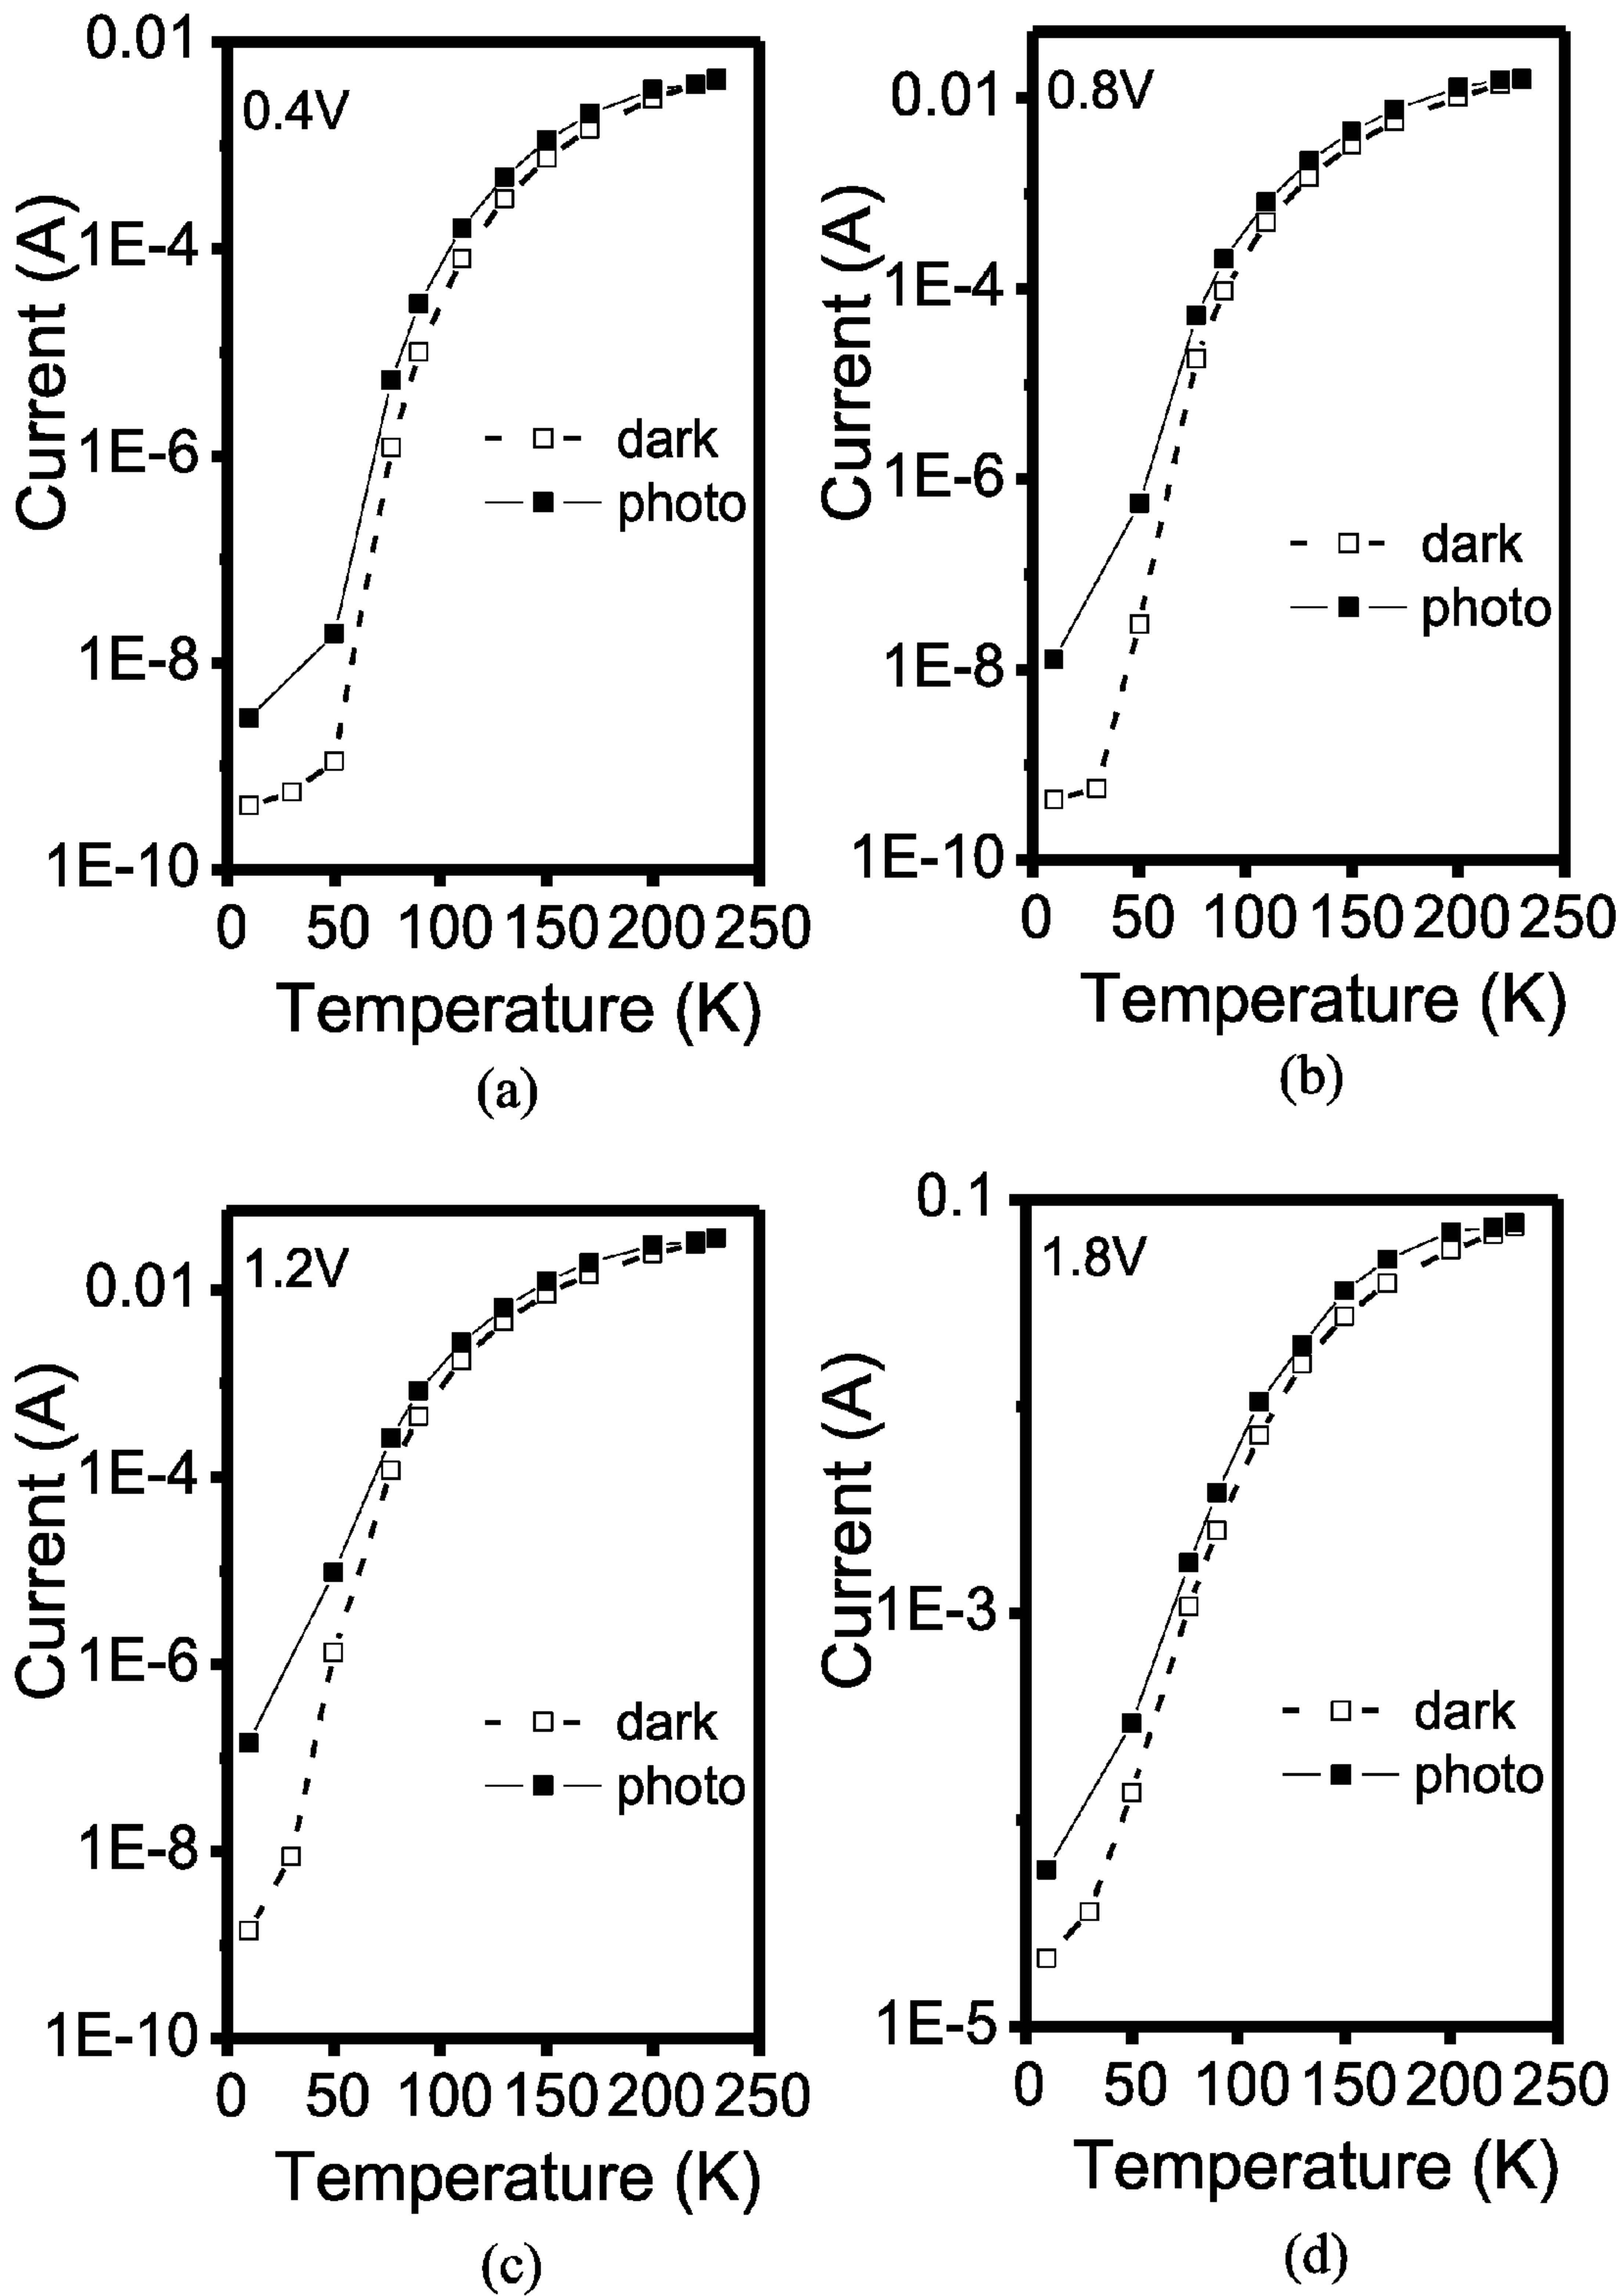 0.01
0.4V
1E-4
1E-6
1E-8
1E-10
Current (A)
dark
photo
0 50 100 150 200 250
Temperature (K)
(a)
0.01
0.8V
1E-4
1E-6
1E-8
1E-10
Current (A)
dark
photo
0 50 100 150 200 250
Temperature (K)
(b)
0.01
1.2V
1E-4
1E-6
1E-8
1E-10
Current (A)
dark
photo
0 50 100 150 200 250
Temperature (K)
(c)
0.1
1.8V
1E-3
1E-5
Current (A)
dark
photo
0 50 100 150 200 250
Temperature (K)
(d)